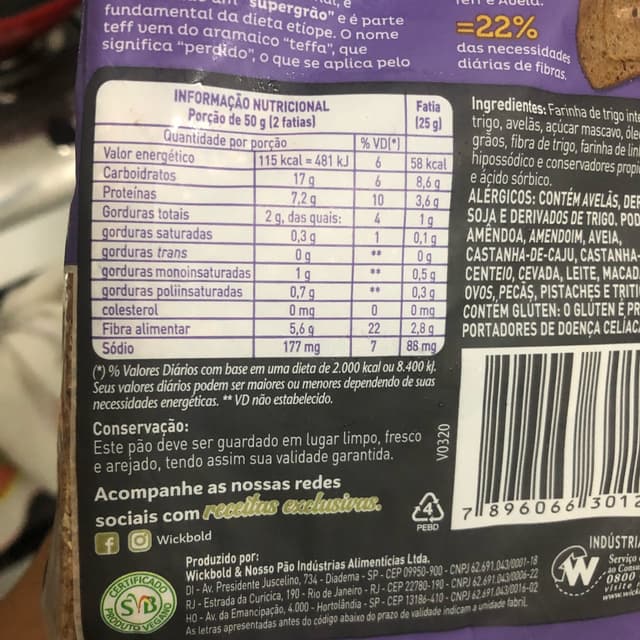 "supergrão" e é parte
fundamental da dieta etíope. O nome
teff vem do aramaico "teffa", que
significa "perdido", o que se aplica pelo
=22%
das necessidades
diárias de fibras.
INFORMAÇÃO NUTRICIONAL
Porção de 50 g (2 fatias)
Fatia
(25 g)
Quantidade por porção % VD(*)
Valor energético 115 kcal = 481 kJ 6 58 kcal
Carboidratos 17 g 6 8,6 g
Proteínas 7,2 g 10 3,6 g
Gorduras totais 2 g, das quais: 4 1 g
gorduras saturadas 0,3 g 1 0,1 g
gorduras trans 0 g ** 0 g
gorduras monoinsaturadas 1 g ** 0,5 g
gorduras poliinsaturadas 0,7 g ** 0,3 g
colesterol 0 mg 0 0 mg
Fibra alimentar 5,6 g 22 2,8 g
Sódio 177 mg 7 88 mg
(*) % Valores Diários com base em uma dieta de 2.000 kcal ou 8.400 kJ.
Seus valores diários podem ser maiores ou menores dependendo de suas
necessidades energéticas. ** VD não estabelecido.
Ingredientes: Farinha de trigo
trigo, avelãs, açúcar mascavo,
grãos, fibra de trigo, farinha de
hipossódico e conservadores
e ácido sórbico.
ALÉRGICOS: CONTÉM AVELÃS,
SOJA E DERIVADOS DE TRIGO.
AMÊNDOA, AMENDOIM, AVEIA,
CASTANHA-DE-CAJU, CASTANHA-
CENTEIO, CEVADA, LEITE,
OVOS, PECÃS, PISTACHES E
CONTÉM GLÚTEN: O GLÚTEN É
PORTADORES DE DOENÇA
Conservação:
Este pão deve ser guardado em lugar limpo, fresco
e arejado, tendo assim sua validade garantida.
V0320
Acompanhe as nossas redes
sociais com receitas exclusivas.
f Wickbold
4
PEBD
7 896066 3012
CERTIFICADO
SVB
PRODUTO VEGANO
Produzido por:
Wickbold & Nosso Pão Indústrias Alimentícias Ltda.
DI - Av. Presidente Juscelino, 734 - Diadema - SP - CEP 09950-900 - CNPJ 62.691.043/0001-18
RJ - Estrada da Curicica, 190 - Rio de Janeiro - RJ - CEP 22780-190 - CNPJ 62.691.043/0006-22
HO - Av. da Emancipação, 4.000 - Hortolândia - SP - CEP 13186-410 - CNPJ 62.691.043/0016-02
As letras apresentadas antes do código abaixo do prazo de validade indicam a unidade fabril.
W
Serviço
0800